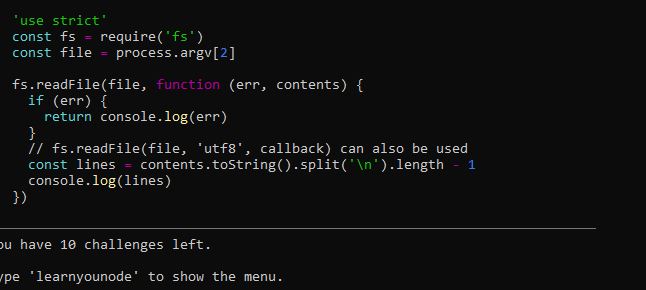 'use strict'
const fs = require('fs')
const file = process.argv[2]
fs.readFile(file, function (err, contents) {
if (err) {
return console.log(err)
}
// fs.readFile(file, 'utf8', callback) can also be used
const lines = contents.toString().split('\n').length - 1
console.log(lines)
})
ou have 10 challenges left.
ype 'learnyounode' to show the menu.